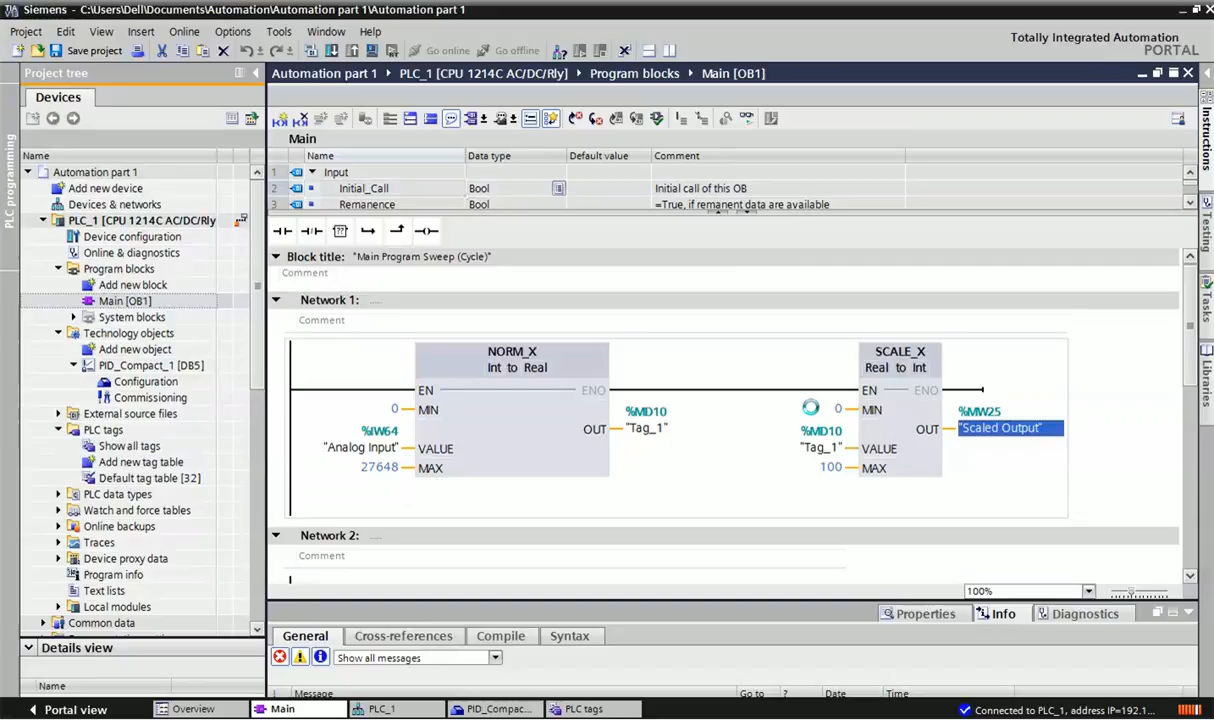 Siemens - C:\Users\Dell\Documents\Automation\Automation part 1\Automation part 1
Project Edit View Insert Online Options Tools Window Help
Totally Integrated Automation
PORTAL
Save project Go online Go offline
Project tree
Automation part 1 PLC_1 [CPU 1214C AC/DC/Rly] Program blocks Main [OB1]
Devices
PLC programming
Instructions
Testing
Tasks
Libraries
Main
Name
Name Data type Default value Comment
1 Input
2 Initial_Call Bool Initial call of this OB
3 Remanence Bool =True, if remanent data are available
Automation part 1
Add new device
Devices & networks
PLC_1 [CPU 1214C AC/DC/Rly
Device configuration
Online & diagnostics
Program blocks
Add new block
Main [OB1]
System blocks
Technology objects
Add new object
PID_Compact_1 [DB5]
Configuration
Commissioning
External source files
PLC tags
Show all tags
Add new tag table
Default tag table [32]
PLC data types
Watch and force tables
Online backups
Traces
Device proxy data
Program info
Text lists
Local modules
Common data
Details view
Name
??
Block title: "Main Program Sweep (Cycle)"
Comment
Network 1: .....
Comment
NORM_X
Int to Real
EN ENO
0 MIN
%IW64
"Analog Input" VALUE
27648 MAX
OUT
%MD10
"Tag_1"
SCALE_X
Real to Int
EN ENO
0 MIN
%MD10
"Tag_1" VALUE
100 MAX
OUT
%MW25
"Scaled Output"
Network 2: .....
Comment
100%
Properties Info Diagnostics
General Cross-references Compile Syntax
Show all messages
! Message Go to ? Date Time
Portal view Overview Main PLC_1 PID_Compac... PLC tags Connected to PLC_1, address IP=192.1...